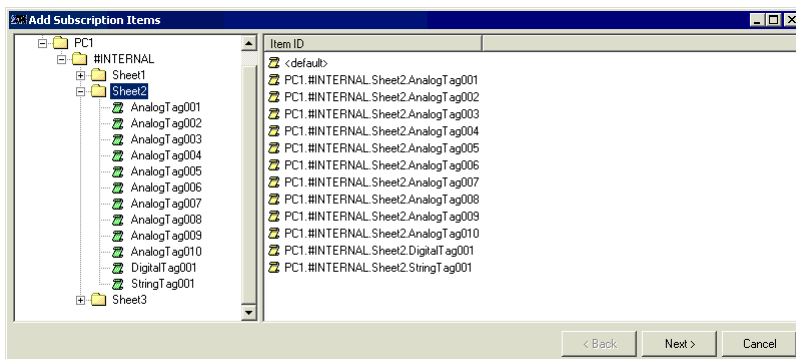 Add Subscription Items
PC1
#INTERNAL
Sheet1
Sheet2
AnalogTag001
AnalogTag002
AnalogTag003
AnalogTag004
AnalogTag005
AnalogTag006
AnalogTag007
AnalogTag008
AnalogTag009
AnalogTag010
DigitalTag001
StringTag001
Sheet3
Item ID
<default>
PC1.#INTERNAL.Sheet2.AnalogTag001
PC1.#INTERNAL.Sheet2.AnalogTag002
PC1.#INTERNAL.Sheet2.AnalogTag003
PC1.#INTERNAL.Sheet2.AnalogTag004
PC1.#INTERNAL.Sheet2.AnalogTag005
PC1.#INTERNAL.Sheet2.AnalogTag006
PC1.#INTERNAL.Sheet2.AnalogTag007
PC1.#INTERNAL.Sheet2.AnalogTag008
PC1.#INTERNAL.Sheet2.AnalogTag009
PC1.#INTERNAL.Sheet2.AnalogTag010
PC1.#INTERNAL.Sheet2.DigitalTag001
PC1.#INTERNAL.Sheet2.StringTag001
< Back
Next >
Cancel